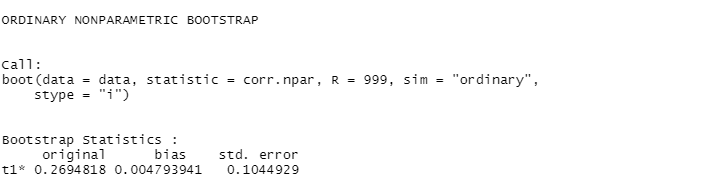 ORDINARY NONPARAMETRIC BOOTSTRAP
Call:
boot(data = data, statistic = corr.npar, R = 999, sim = "ordinary",
    stype = "i")
Bootstrap Statistics :
     original      bias    std. error
t1* 0.2694818 0.004793941   0.1044929